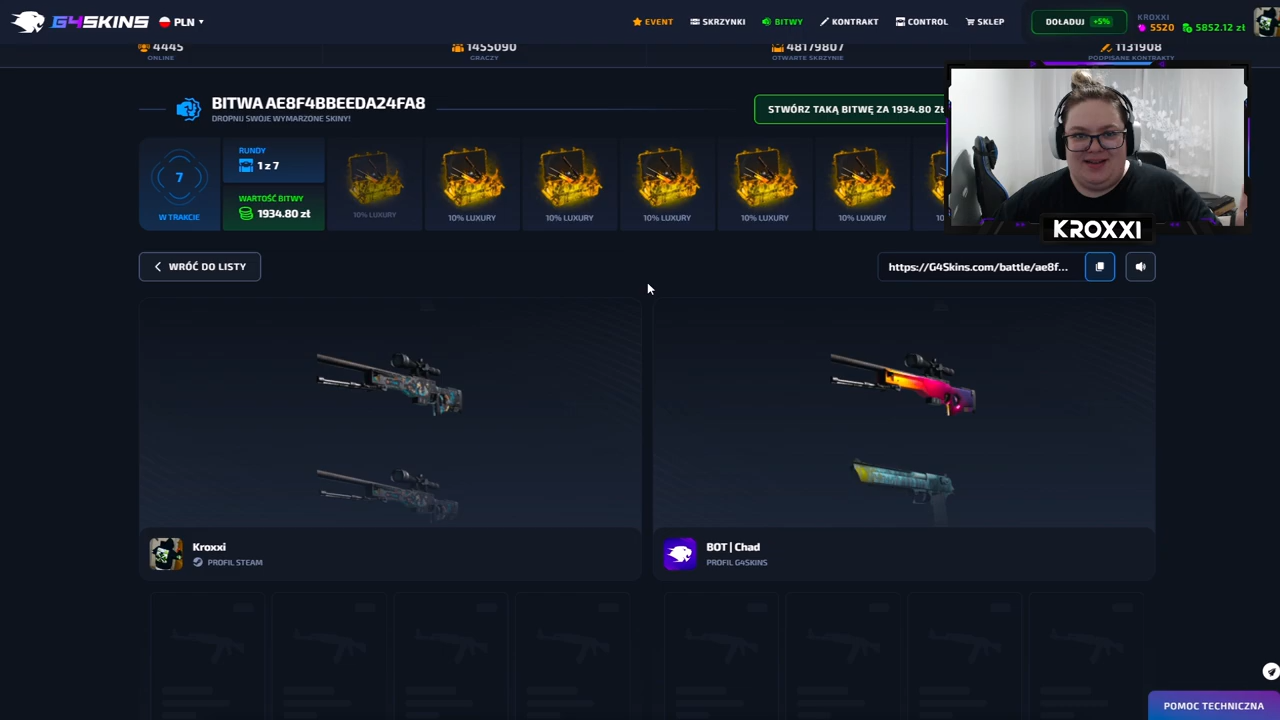 G4SKINS
PLN
EVENT
SKRZYNKI
BITWY
KONTRAKT
CONTROL
SKLEP
DOŁADUJ +5%
KROXXI
5520
5852.12 zł
4445
ONLINE
1455090
GRACZY
48179807
OTWARTE SKRZYNIE
1131908
PODPISANE KONTRAKTY
BITWA AE8F4BBEEDA24FA8
DROPNIJ SWOJE WYMARZONE SKINY!
STWÓRZ TAKĄ BITWĘ ZA 1934.80 ZŁ
7
W TRAKCIE
RUNDY
1 z 7
WARTOŚĆ BITWY
1934.80 zł
10% LUXURY
10% LUXURY
10% LUXURY
10% LUXURY
10% LUXURY
10% LUXURY
10%
KROXXI
WRÓĆ DO LISTY
https://G4Skins.com/battle/ae8f...
Kroxxi
PROFIL STEAM
BOT | Chad
PROFIL G4SKINS
POMOC TECHNICZNA